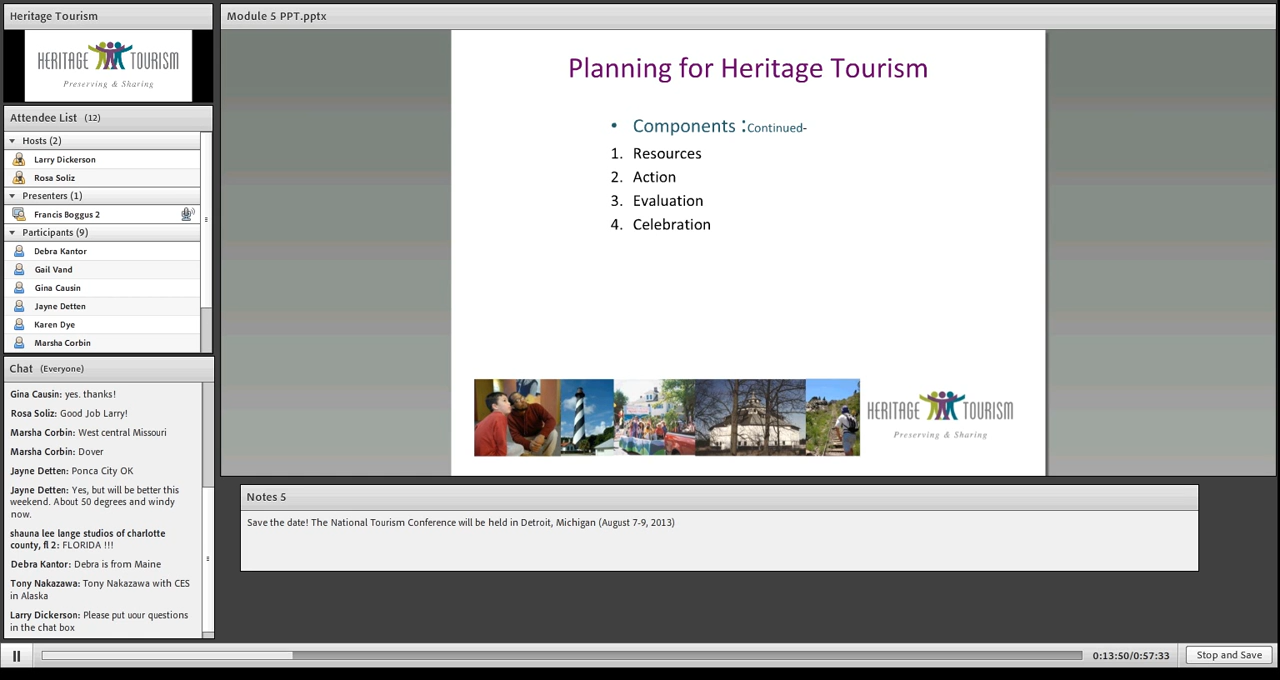 Heritage Tourism
HERITAGE TOURISM
Preserving & Sharing
Attendee List (12)
Hosts (2)
Larry Dickerson
Rosa Soliz
Presenters (1)
Francis Boggus 2
Participants (9)
Debra Kantor
Gail Vand
Gina Causin
Jayne Detten
Karen Dye
Marsha Corbin
Chat (Everyone)
Gina Causin: yes. thanks!
Rosa Soliz: Good Job Larry!
Marsha Corbin: West central Missouri
Marsha Corbin: Dover
Jayne Detten: Ponca City OK
Jayne Detten: Yes, but will be better this
weekend. About 50 degrees and windy
now.
shauna lee lange studios of charlotte
county, fl 2: FLORIDA !!!
Debra Kantor: Debra is from Maine
Tony Nakazawa: Tony Nakazawa with CES
in Alaska
Larry Dickerson: Please put uour questions
in the chat box
Module 5 PPT.pptx
Planning for Heritage Tourism
• Components :Continued-
1. Resources
2. Action
3. Evaluation
4. Celebration
HERITAGE TOURISM
Preserving & Sharing
Notes 5
Save the date! The National Tourism Conference will be held in Detroit, Michigan (August 7-9, 2013)
0:13:50/0:57:33
Stop and Save